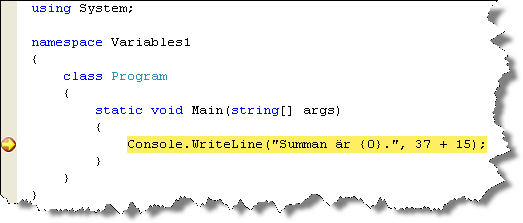 using System;
namespace Variables1
{
class Program
{
static void Main(string[] args)
{
Console.WriteLine("Summan är {0}.", 37 + 15);
}
}
}